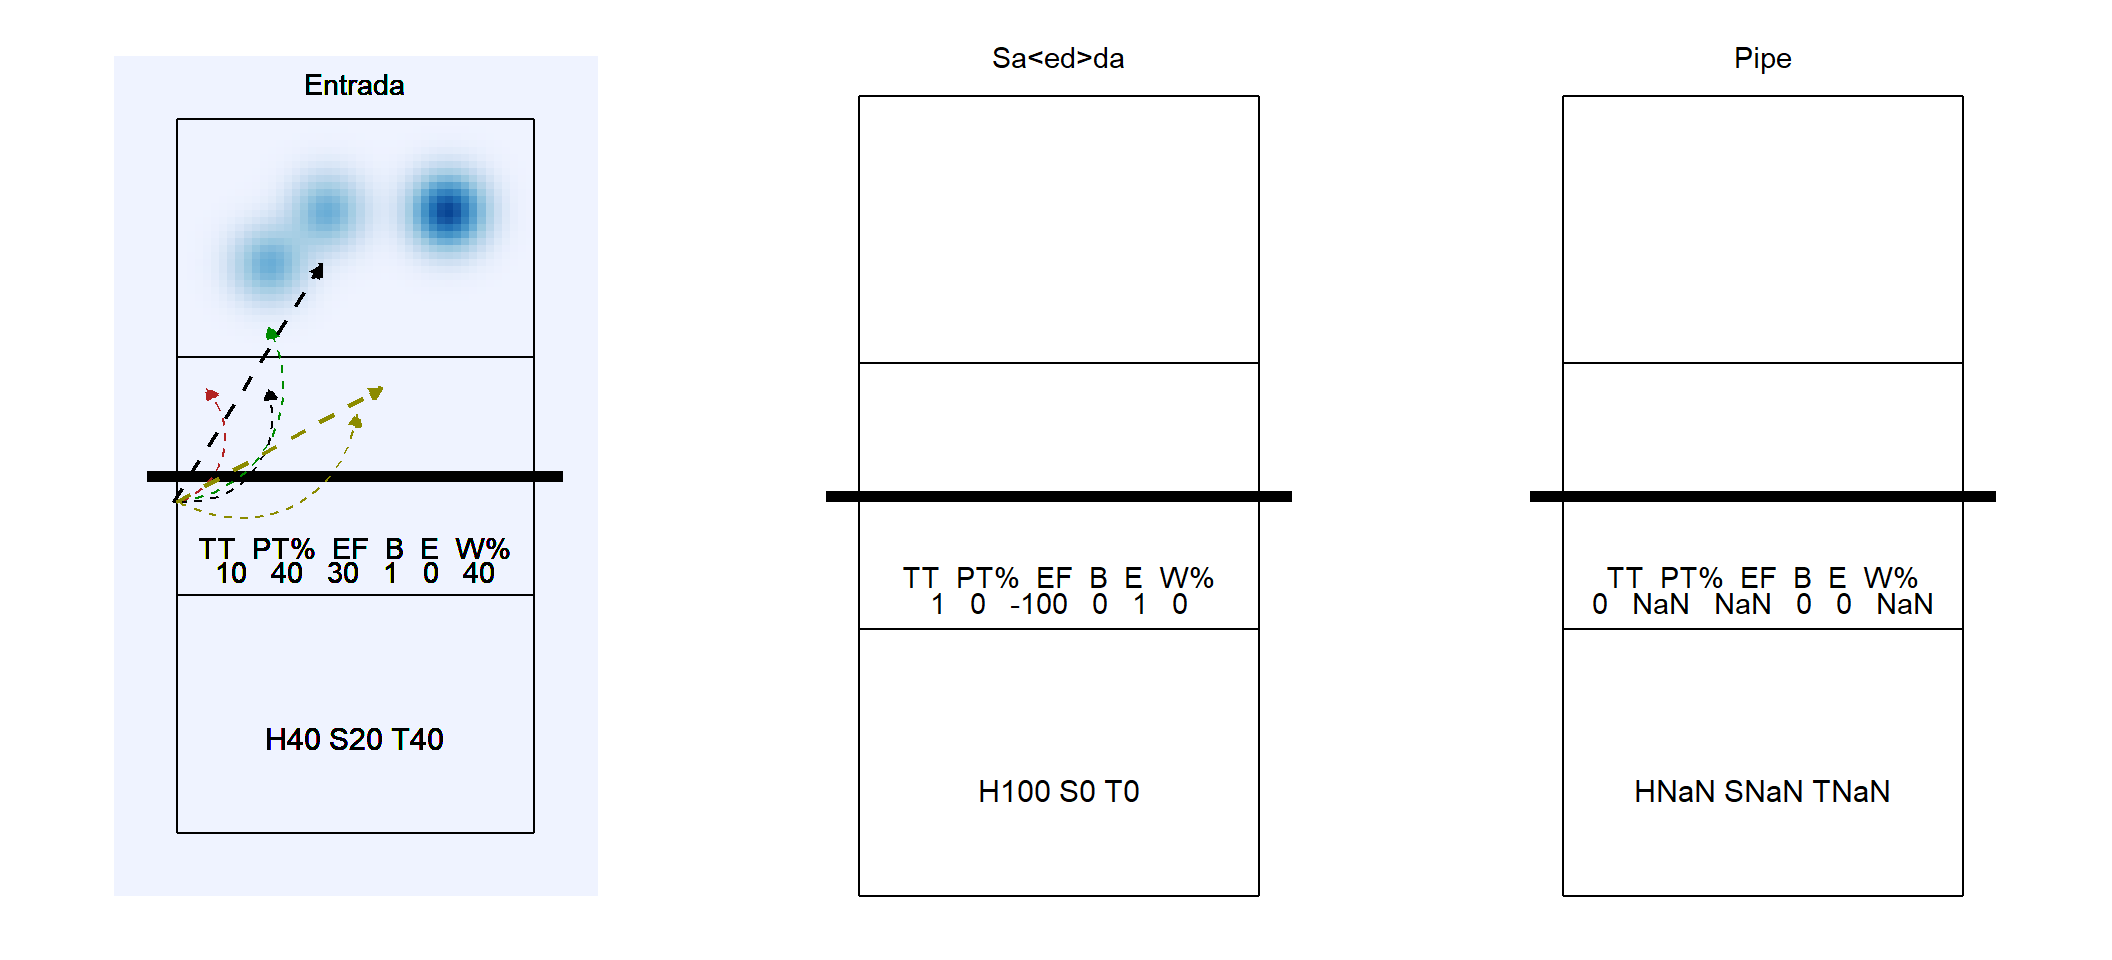 Entrada
TT PT% EF B E W%
10 40 30 1 0 40
H40 S20 T40
Sa<ed>da
TT PT% EF B E W%
1 0 -100 0 1 0
H100 S0 T0
Pipe
TT PT% EF B E W%
0 NaN NaN 0 0 NaN
HNaN SNaN TNaN